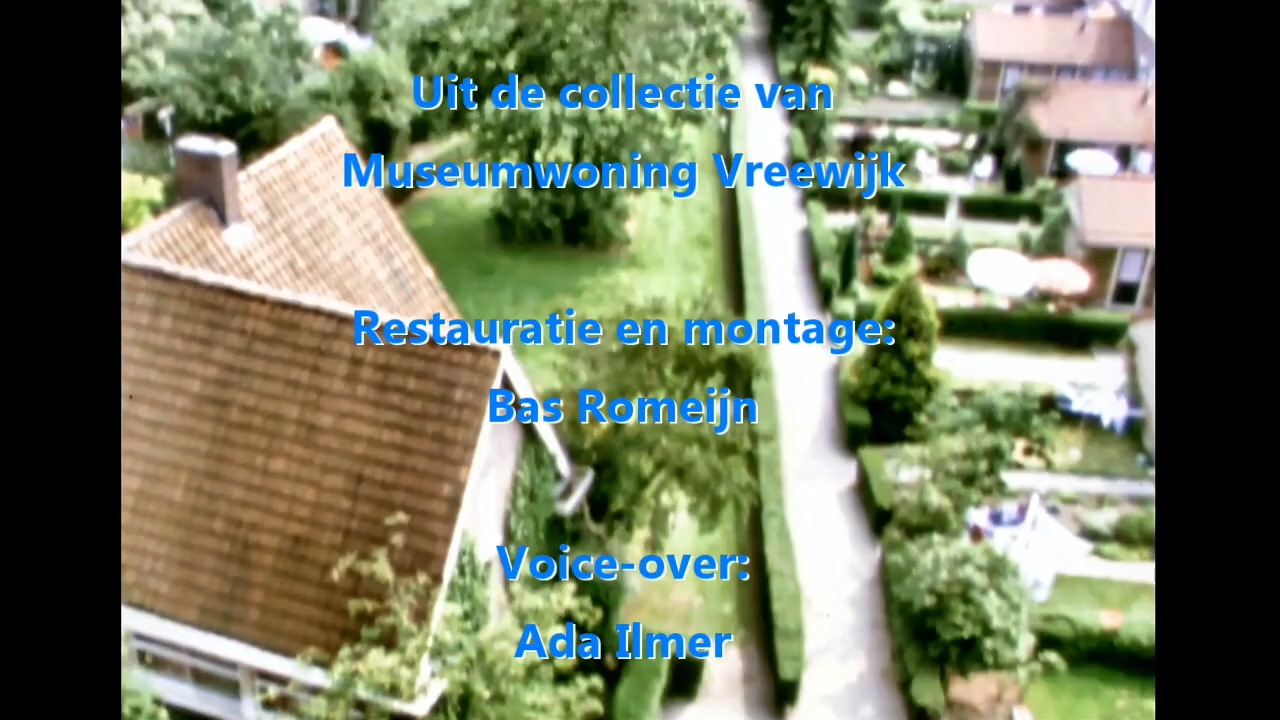 Uit de collectie van
Museumwoning Vreewijk
Restauratie en montage:
Bas Romeijn
Voice-over:
Ada Ilmer